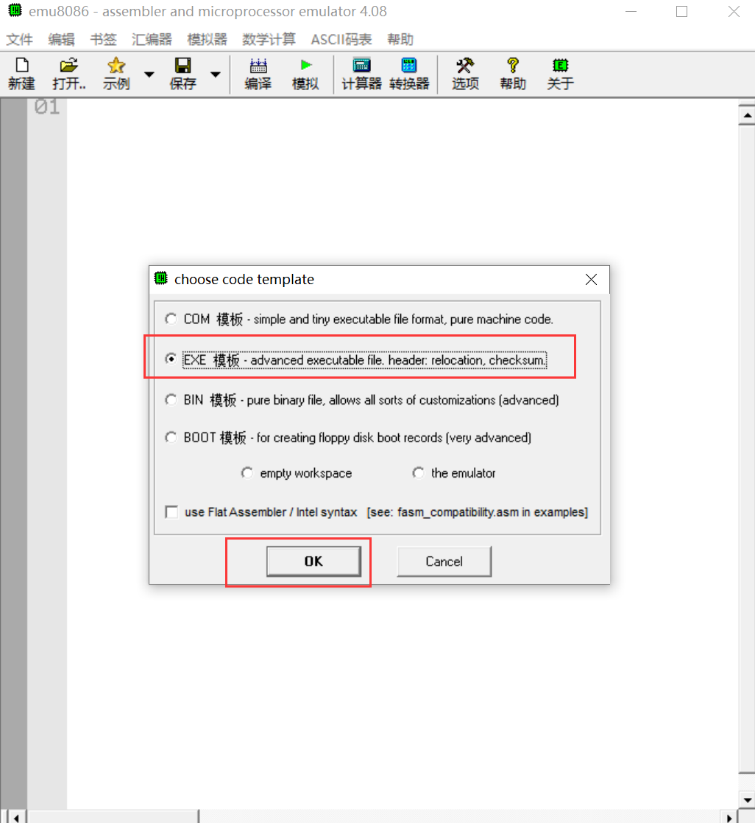 emu8086 - assembler and microprocessor emulator 4.08
文件 编辑 书签 汇编器 模拟器 数学计算 ASCII码表 帮助
新建 打开.. 示例 保存 编译 模拟 计算器 转换器 选项 帮助 关于
01
choose code template
COM 模板 - simple and tiny executable file format, pure machine code.
EXE 模板 - advanced executable file. header: relocation, checksum.
BIN 模板 - pure binary file, allows all sorts of customizations (advanced)
BOOT 模板 - for creating floppy disk boot records (very advanced)
empty workspace the emulator
use Flat Assembler / Intel syntax [see: fasm_compatibility.asm in examples]
OK Cancel